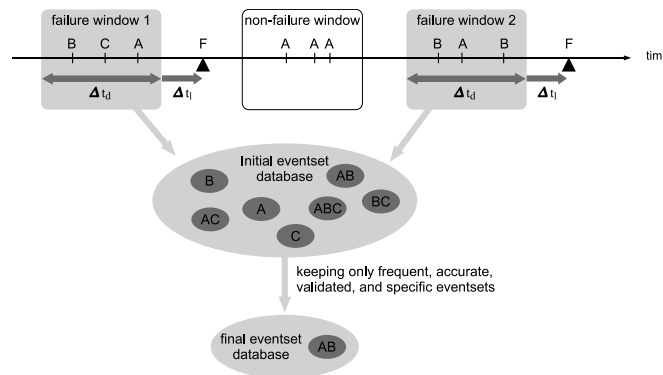 failure window 1
non-failure window
failure window 2
B C A F A A A B A B F
tim
Δtd Δtl Δtd Δtl
Initial eventset
database
B AB
AC A ABC BC
C
keeping only frequent, accurate,
validated, and specific eventsets
final eventset
database
AB